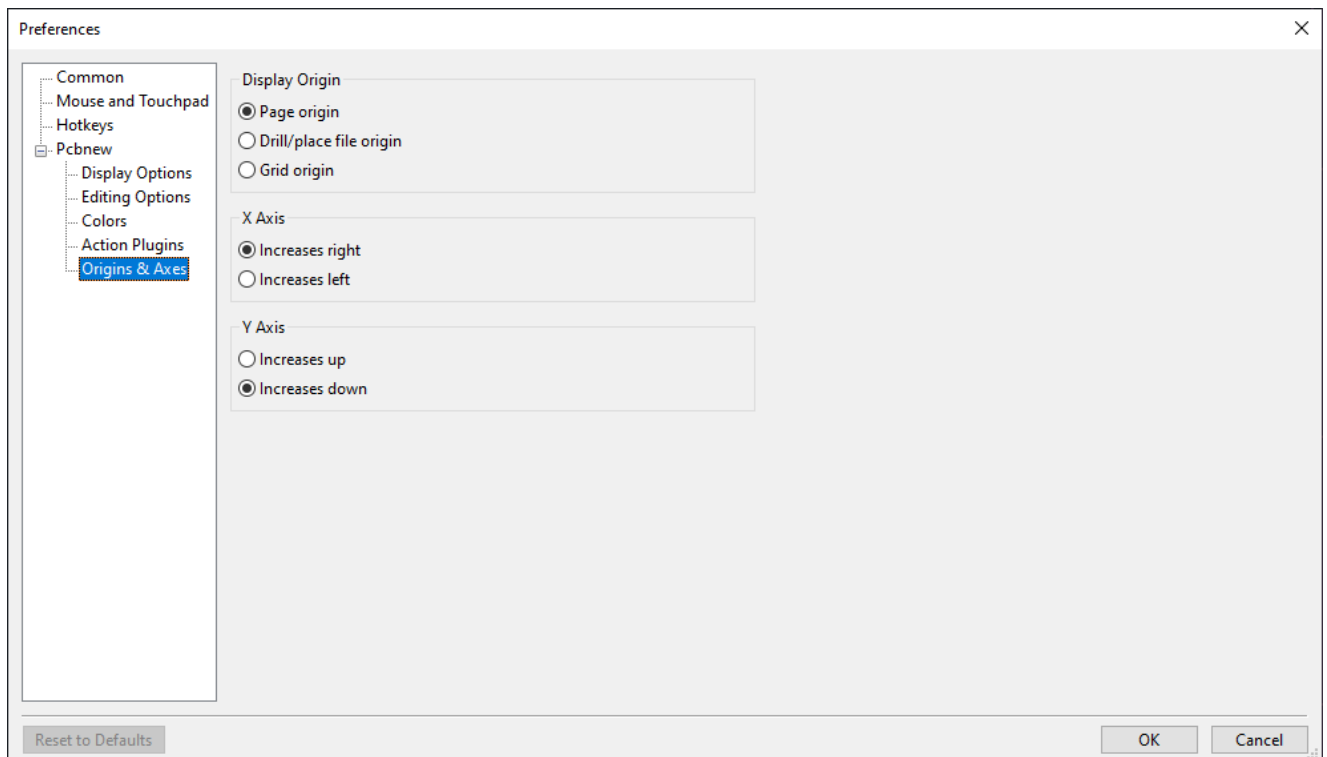 Preferences
Common
Mouse and Touchpad
Hotkeys
Pcbnew
Display Options
Editing Options
Colors
Action Plugins
Origins & Axes
Display Origin
Page origin
Drill/place file origin
Grid origin
X Axis
Increases right
Increases left
Y Axis
Increases up
Increases down
Reset to Defaults
OK
Cancel